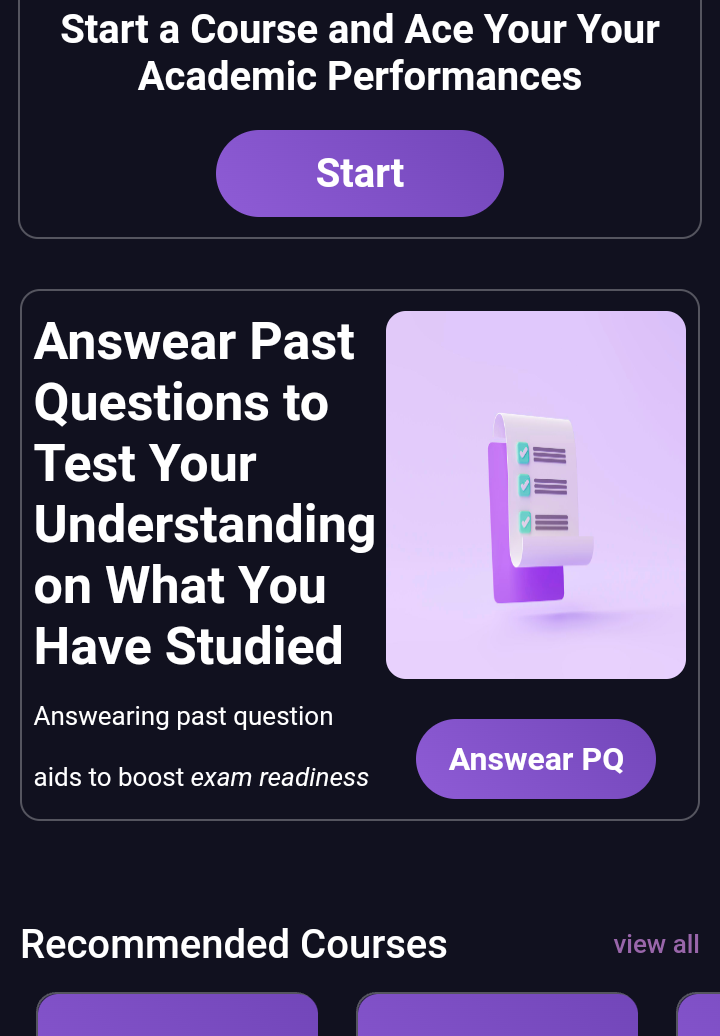 Start a Course and Ace Your Your
Academic Performances
Start
Answear Past
Questions to
Test Your
Understanding
on What You
Have Studied
Answearing past question
aids to boost exam readiness
Answear PQ
Recommended Courses
view all